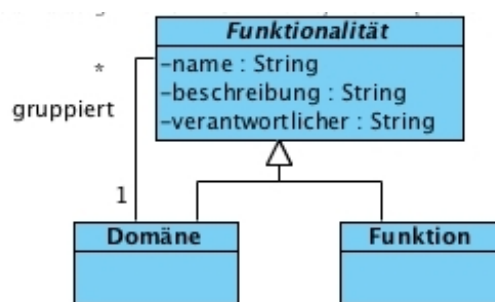 Funktionalität
-name : String
-beschreibung : String
-verantwortlicher : String
*
gruppiert
1
Domäne
Funktion